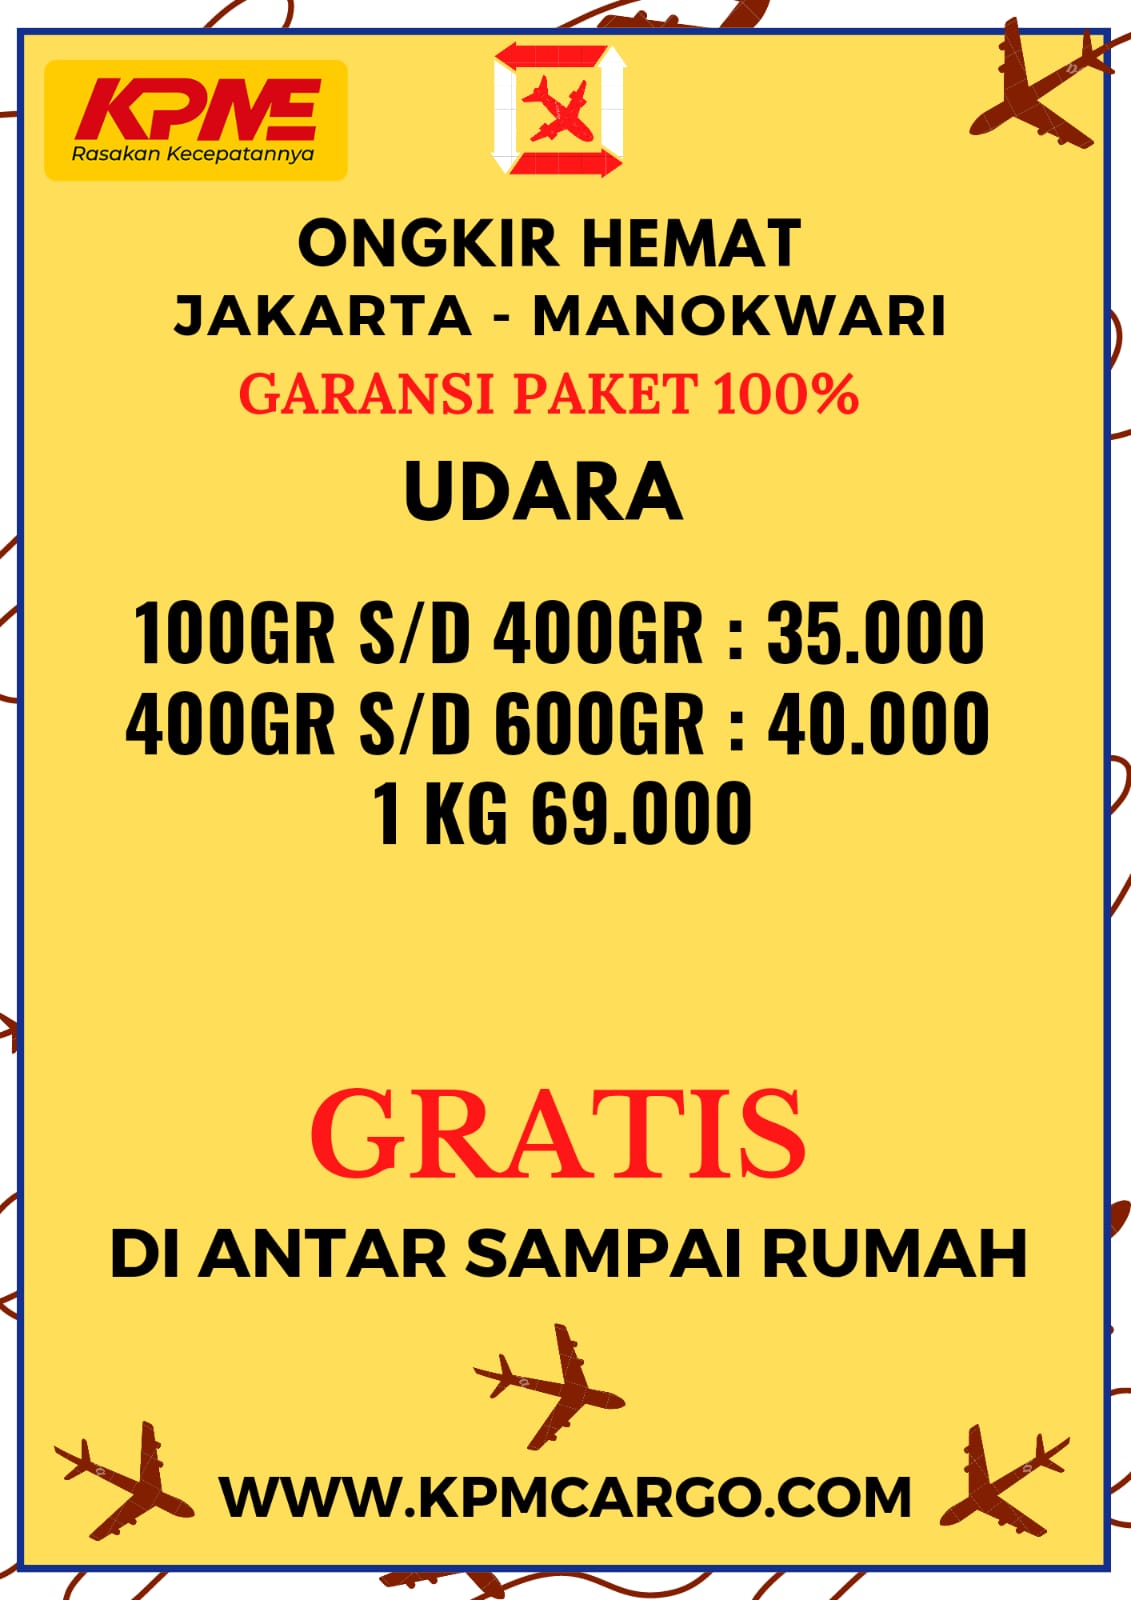 KPME
Rasakan Kecepatannya
ONGKIR HEMAT
JAKARTA - MANOKWARI
GARANSI PAKET 100%
UDARA
100GR S/D 400GR : 35.000
400GR S/D 600GR : 40.000
1 KG 69.000
GRATIS
DI ANTAR SAMPAI RUMAH
WWW.KPMCARGO.COM